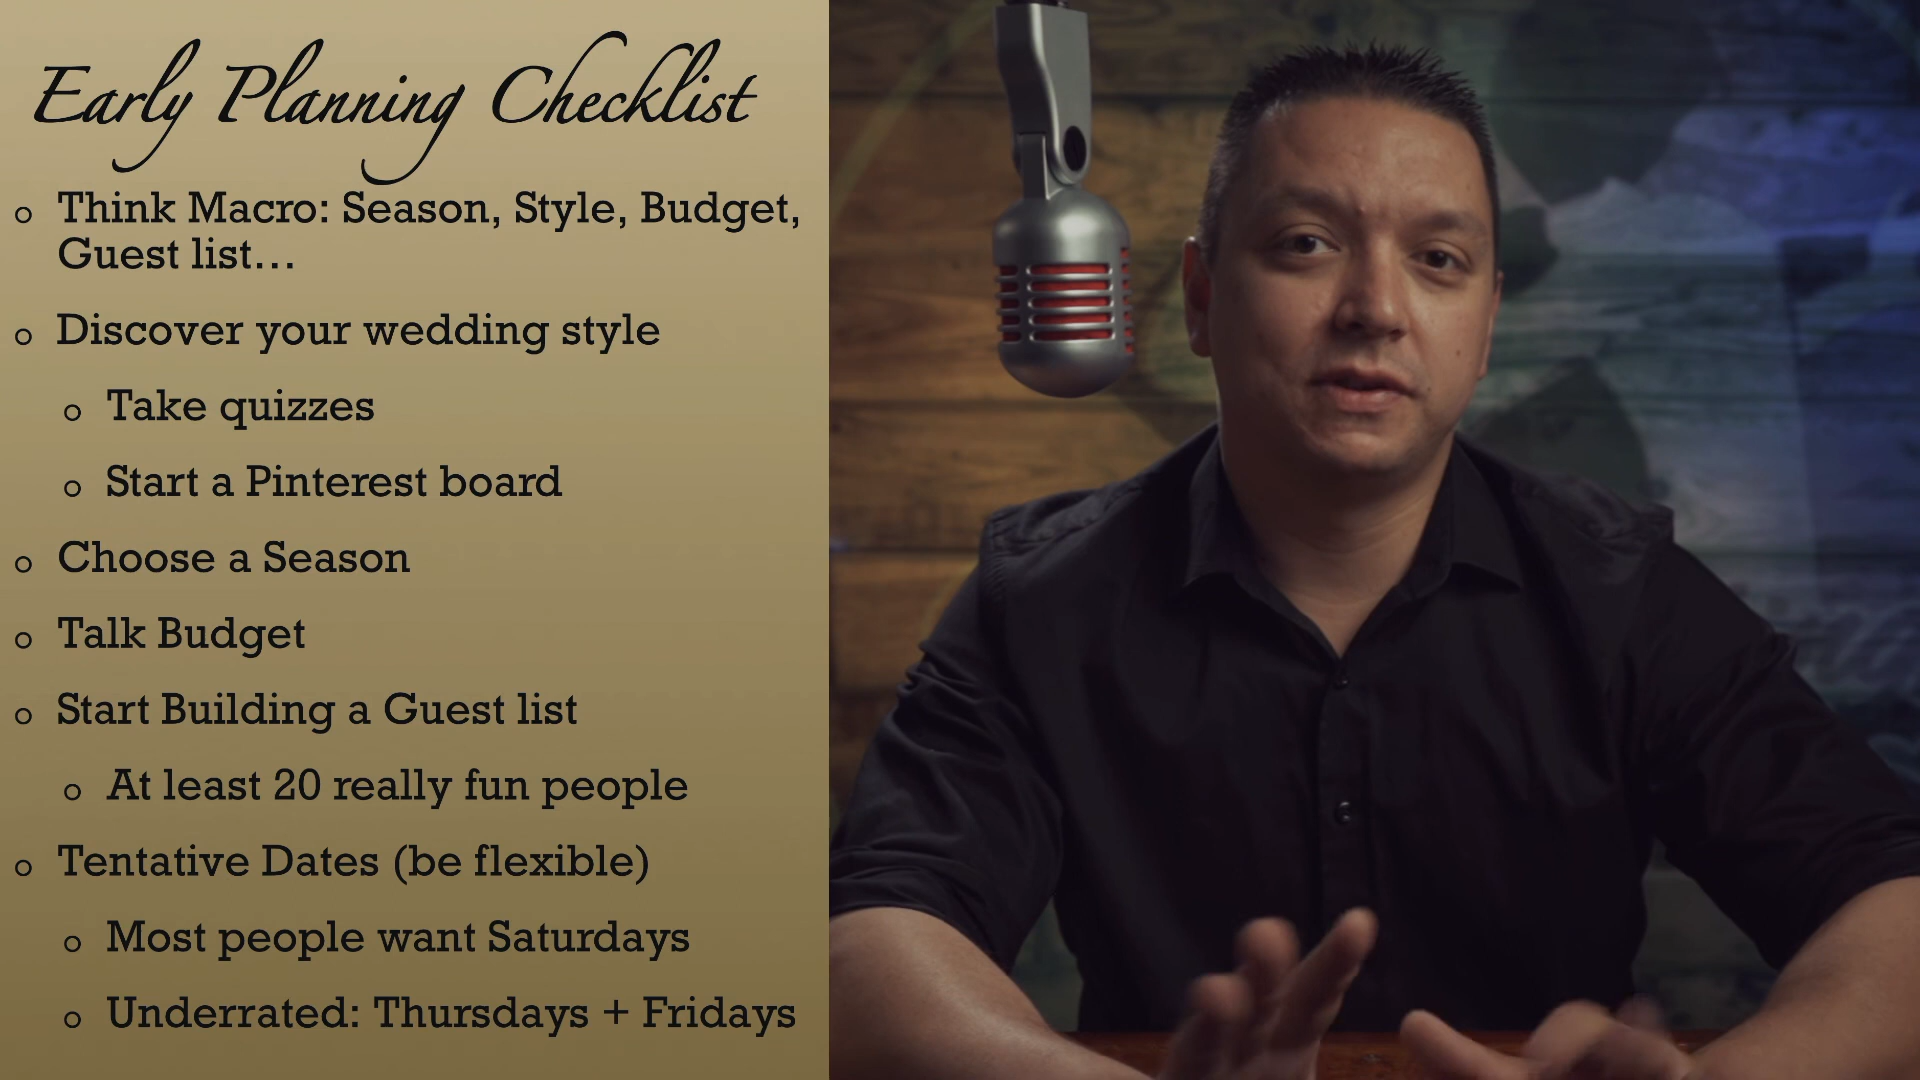 Early Planning Checklist
Think Macro: Season, Style, Budget,
Guest list...
Discover your wedding style
Take quizzes
Start a Pinterest board
Choose a Season
Talk Budget
Start Building a Guest list
At least 20 really fun people
Tentative Dates (be flexible)
Most people want Saturdays
Underrated: Thursdays + Fridays